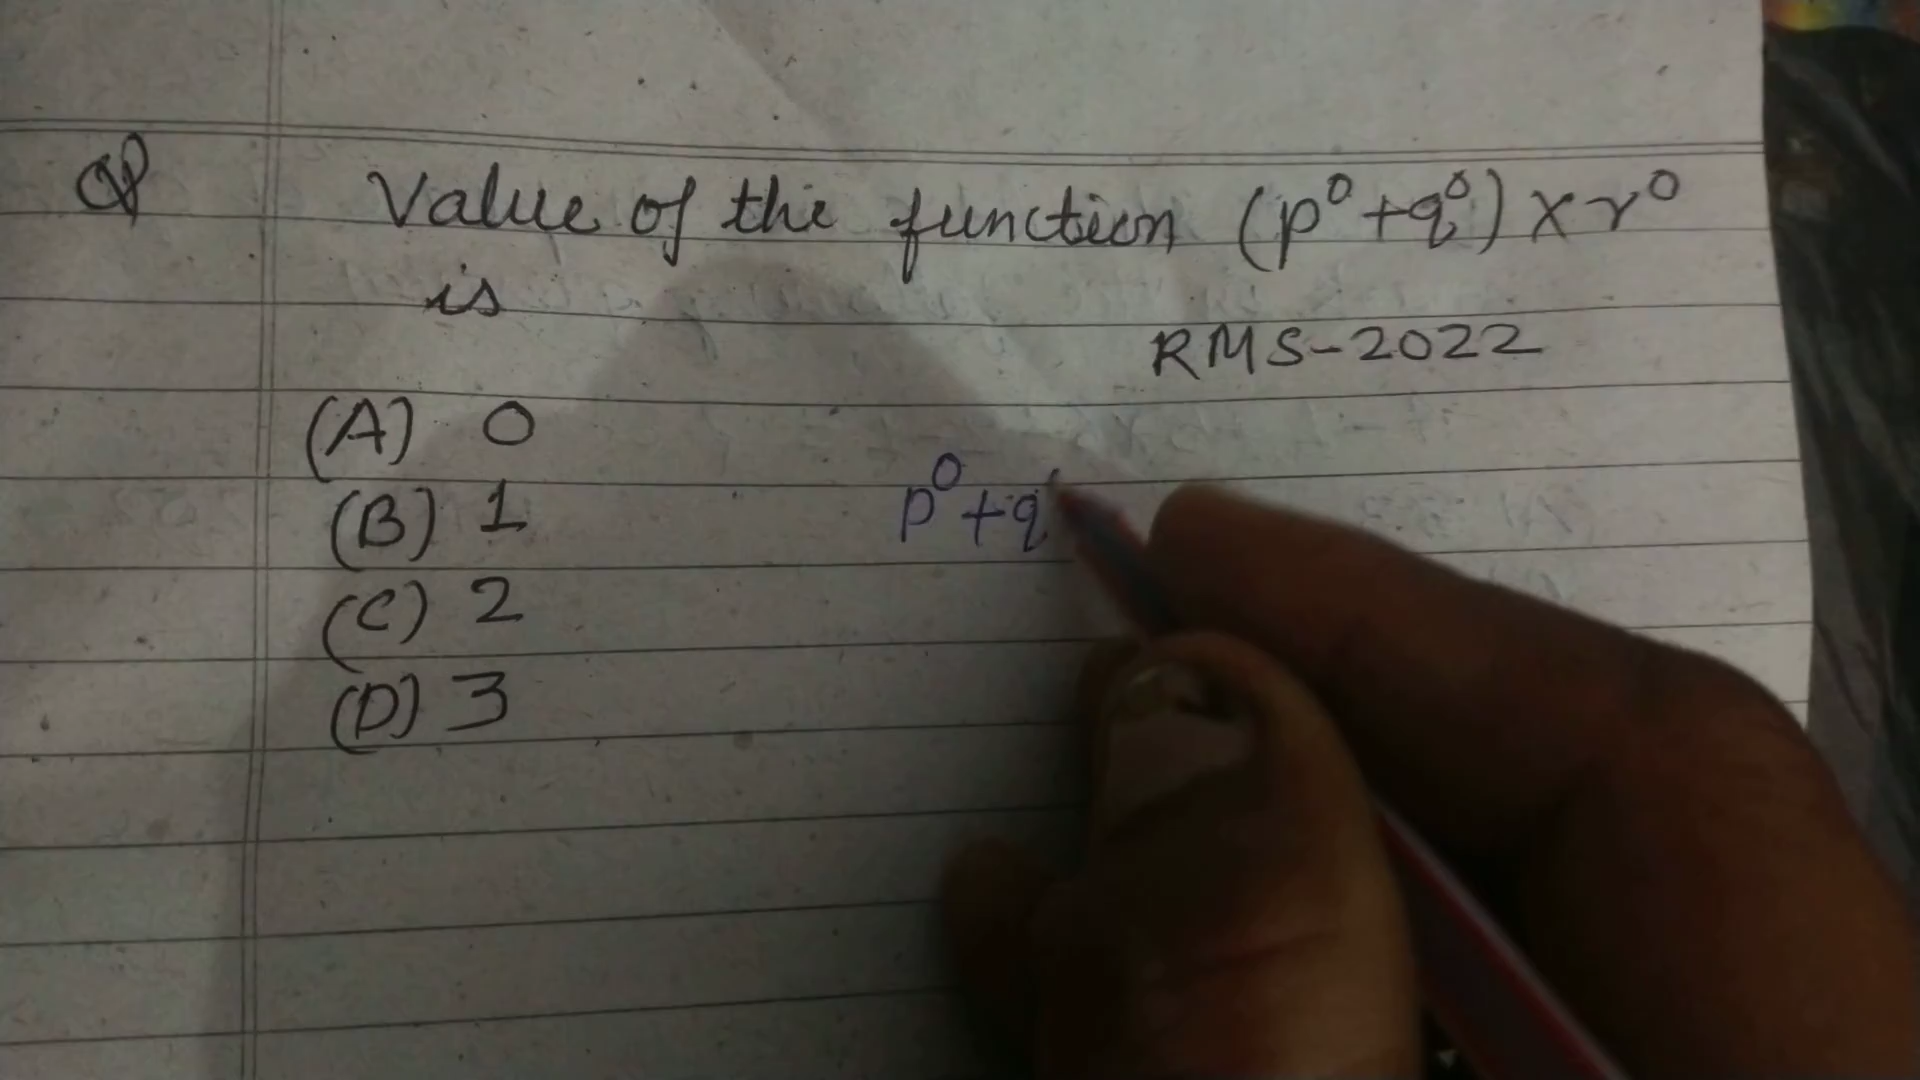 Q Value of the function (p⁰+q⁰)×r⁰
is
RMS-2022
(A) 0
(B) 1
(C) 2
(D) 3
p⁰+q